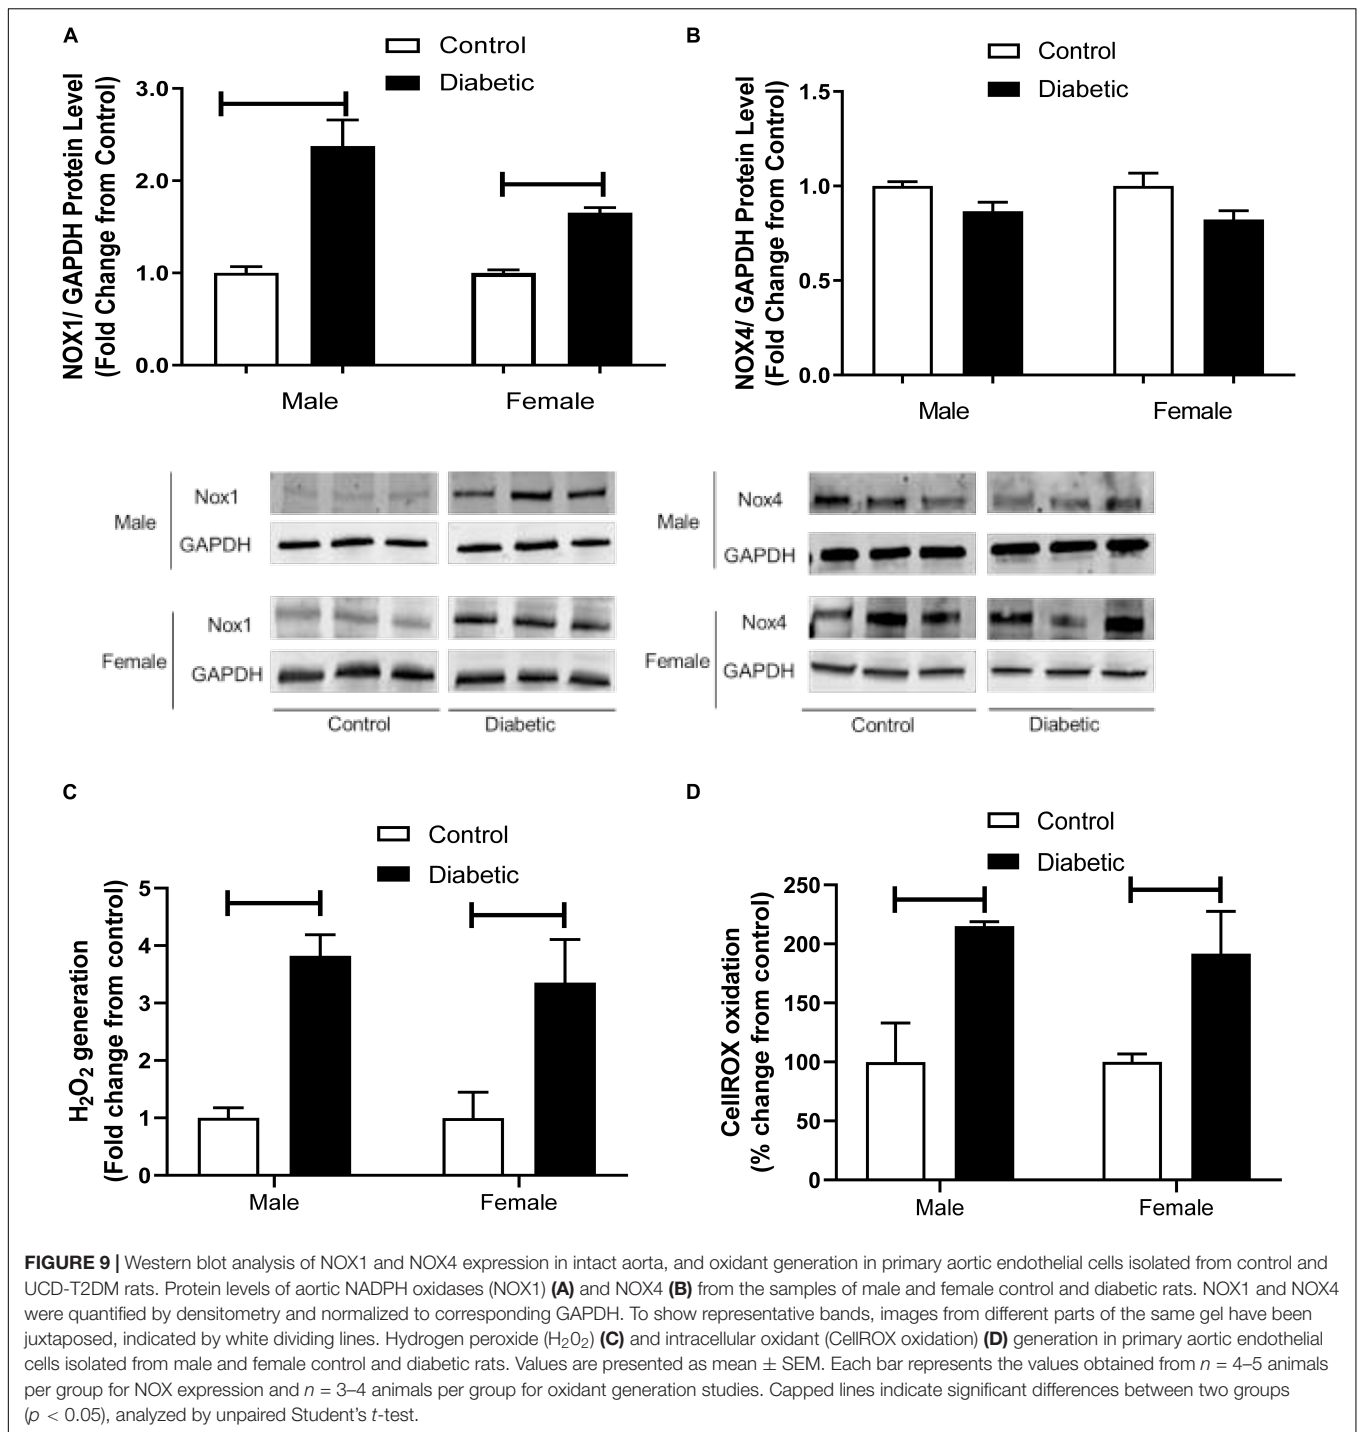 A
Control
Diabetic
NOX1/ GAPDH Protein Level
(Fold Change from Control)
3.0
2.0
1.0
0.0
Male
Female
B
Control
Diabetic
NOX4/ GAPDH Protein Level
(Fold Change from Control)
1.5
1.0
0.5
0.0
Male
Female
Male
Nox1
GAPDH
Female
Nox1
GAPDH
Control
Diabetic
Male
Nox4
GAPDH
Female
Nox4
GAPDH
Control
Diabetic
C
Control
Diabetic
H₂O₂ generation
(Fold change from control)
5
4
3
2
1
0
Male
Female
D
Control
Diabetic
CellROX oxidation
(% change from control)
250
200
150
100
50
0
Male
Female
FIGURE 9 | Western blot analysis of NOX1 and NOX4 expression in intact aorta, and oxidant generation in primary aortic endothelial cells isolated from control and
UCD-T2DM rats. Protein levels of aortic NADPH oxidases (NOX1) (A) and NOX4 (B) from the samples of male and female control and diabetic rats. NOX1 and NOX4
were quantified by densitometry and normalized to corresponding GAPDH. To show representative bands, images from different parts of the same gel have been
juxtaposed, indicated by white dividing lines. Hydrogen peroxide (H₂0₂) (C) and intracellular oxidant (CellROX oxidation) (D) generation in primary aortic endothelial
cells isolated from male and female control and diabetic rats. Values are presented as mean ± SEM. Each bar represents the values obtained from n = 4–5 animals
per group for NOX expression and n = 3–4 animals per group for oxidant generation studies. Capped lines indicate significant differences between two groups
(p < 0.05), analyzed by unpaired Student's t-test.